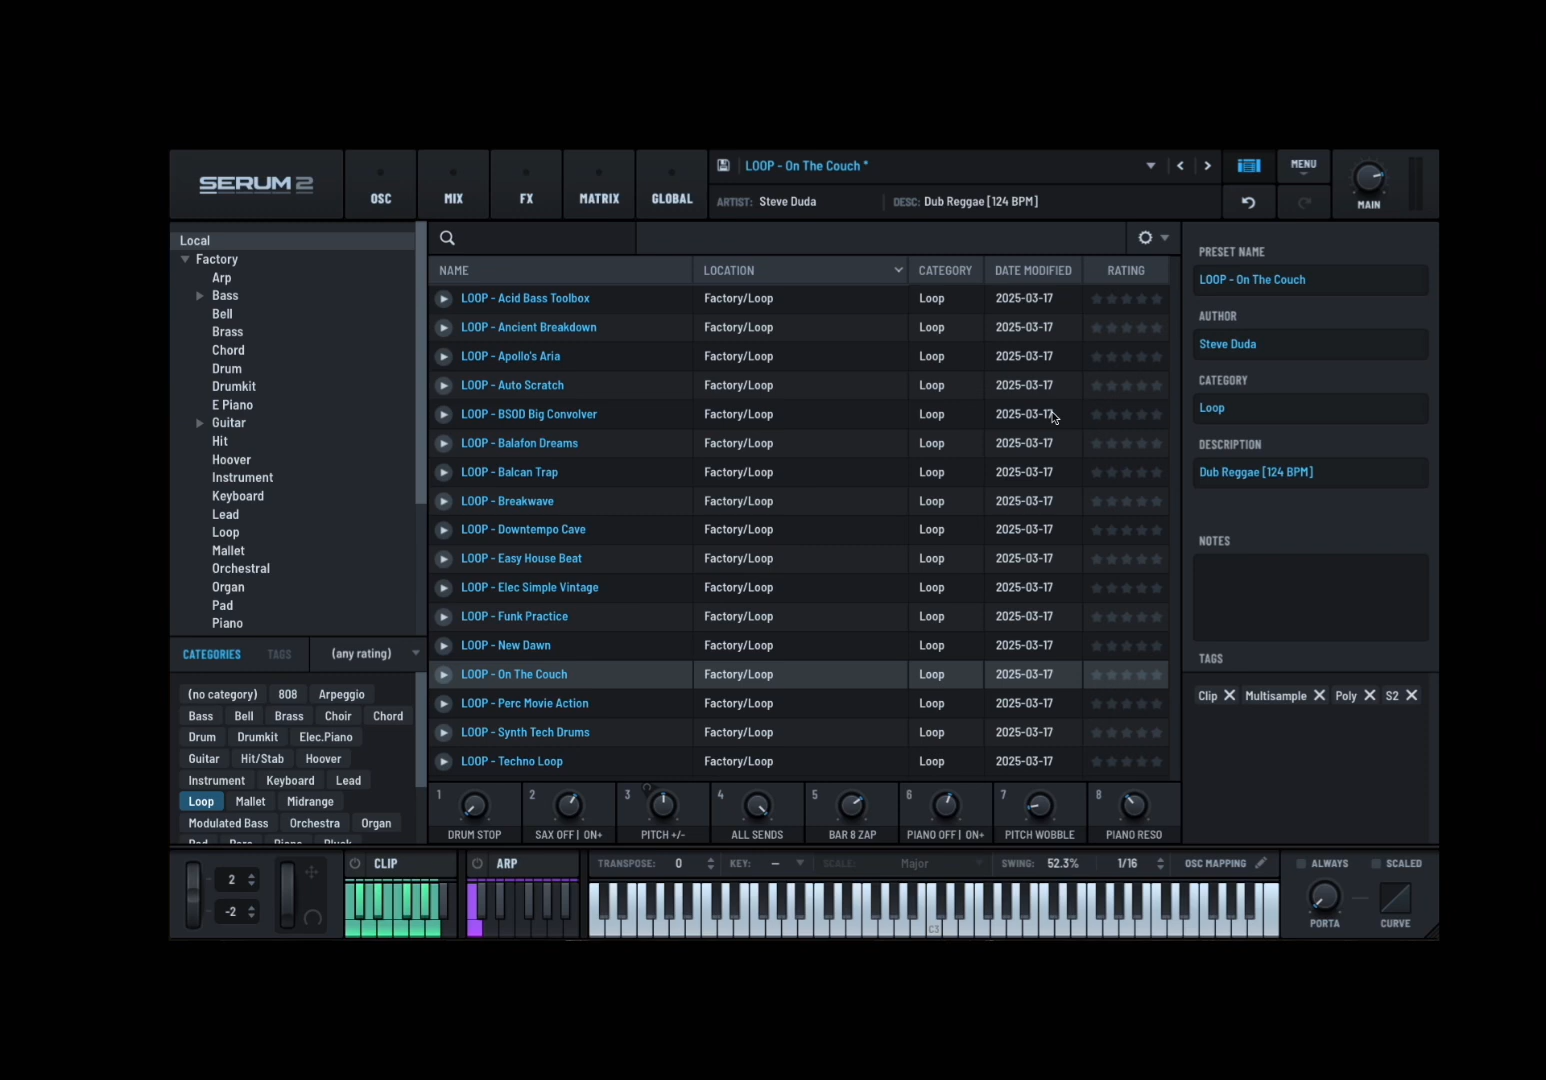 SERUM 2
OSC
MIX
FX
MATRIX
GLOBAL
LOOP - On The Couch *
ARTIST: Steve Duda
DESC: Dub Reggae [124 BPM]
MENU
MAIN
Local
Factory
Arp
Bass
Bell
Brass
Chord
Drum
Drumkit
E Piano
Guitar
Hit
Hoover
Instrument
Keyboard
Lead
Loop
Mallet
Orchestral
Organ
Pad
Piano
CATEGORIES TAGS (any rating)
(no category) 808 Arpeggio
Bass Bell Brass Choir Chord
Drum Drumkit Elec.Piano
Guitar Hit/Stab Hoover
Instrument Keyboard Lead
Loop Mallet Midrange
Modulated Bass Orchestra Organ
NAME LOCATION CATEGORY DATE MODIFIED RATING
LOOP - Acid Bass Toolbox Factory/Loop Loop 2025-03-17
LOOP - Ancient Breakdown Factory/Loop Loop 2025-03-17
LOOP - Apollo's Aria Factory/Loop Loop 2025-03-17
LOOP - Auto Scratch Factory/Loop Loop 2025-03-17
LOOP - BSOD Big Convolver Factory/Loop Loop 2025-03-17
LOOP - Balafon Dreams Factory/Loop Loop 2025-03-17
LOOP - Balcan Trap Factory/Loop Loop 2025-03-17
LOOP - Breakwave Factory/Loop Loop 2025-03-17
LOOP - Downtempo Cave Factory/Loop Loop 2025-03-17
LOOP - Easy House Beat Factory/Loop Loop 2025-03-17
LOOP - Elec Simple Vintage Factory/Loop Loop 2025-03-17
LOOP - Funk Practice Factory/Loop Loop 2025-03-17
LOOP - New Dawn Factory/Loop Loop 2025-03-17
LOOP - On The Couch Factory/Loop Loop 2025-03-17
LOOP - Perc Movie Action Factory/Loop Loop 2025-03-17
LOOP - Synth Tech Drums Factory/Loop Loop 2025-03-17
LOOP - Techno Loop Factory/Loop Loop 2025-03-17
PRESET NAME
LOOP - On The Couch
AUTHOR
Steve Duda
CATEGORY
Loop
DESCRIPTION
Dub Reggae [124 BPM]
NOTES
TAGS
Clip Multisample Poly S2
1 2 3 4 5 6 7 8
DRUM STOP SAX OFF | ON+ PITCH +/- ALL SENDS BAR 8 ZAP PIANO OFF | ON+ PITCH WOBBLE PIANO RESO
2
-2
CLIP
ARP
TRANSPOSE: 0 KEY: – SCALE: Major SWING: 52.3% 1/16 OSC MAPPING
C3
ALWAYS SCALED
PORTA CURVE